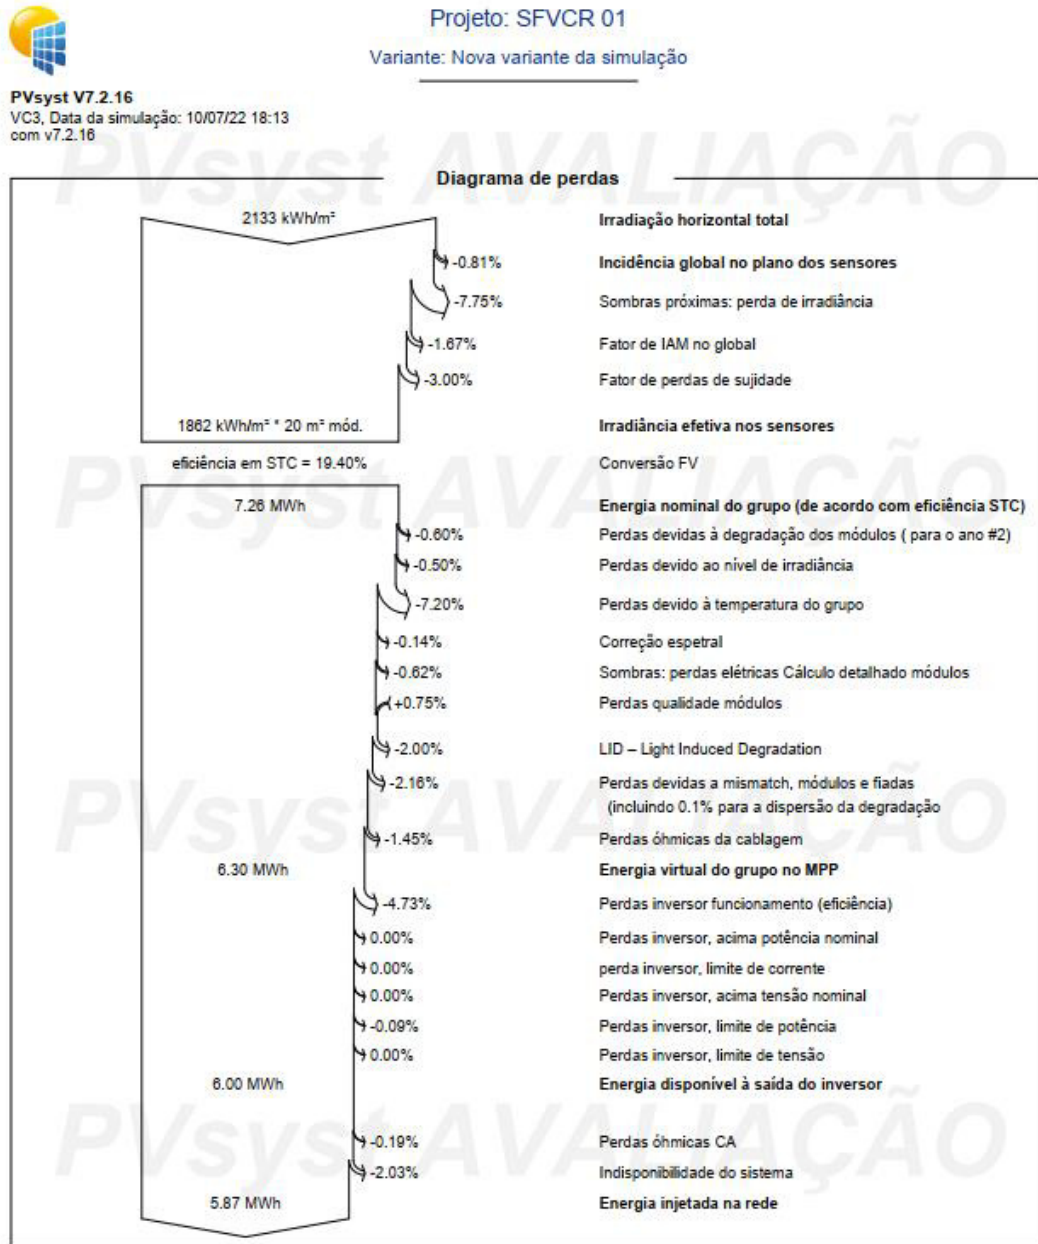 Projeto: SFVCR 01
Variante: Nova variante da simulação
PVsyst V7.2.16
VC3, Data da simulação: 10/07/22 18:13
com v7.2.16
PVsyst AVALIAÇÃO
Diagrama de perdas
2133 kWh/m² Irradiação horizontal total
-0.81% Incidência global no plano dos sensores
-7.75% Sombras próximas: perda de irradiância
-1.67% Fator de IAM no global
-3.00% Fator de perdas de sujidade
1862 kWh/m² * 20 m² mód. Irradiância efetiva nos sensores
eficiência em STC = 19.40% Conversão FV
PVsyst AVALIAÇÃO
7.26 MWh Energia nominal do grupo (de acordo com eficiência STC)
-0.60% Perdas devidas à degradação dos módulos ( para o ano #2)
-0.50% Perdas devido ao nível de irradiância
-7.20% Perdas devido à temperatura do grupo
-0.14% Correção espetral
-0.62% Sombras: perdas elétricas Cálculo detalhado módulos
+0.75% Perdas qualidade módulos
-2.00% LID – Light Induced Degradation
-2.16% Perdas devidas a mismatch, módulos e fiadas
(incluindo 0.1% para a dispersão da degradação
PVsyst AVALIAÇÃO
-1.45% Perdas óhmicas da cablagem
6.30 MWh Energia virtual do grupo no MPP
-4.73% Perdas inversor funcionamento (eficiência)
0.00% Perdas inversor, acima potência nominal
0.00% perda inversor, limite de corrente
0.00% Perdas inversor, acima tensão nominal
-0.09% Perdas inversor, limite de potência
0.00% Perdas inversor, limite de tensão
6.00 MWh Energia disponível à saída do inversor
PVsyst AVALIAÇÃO
-0.19% Perdas óhmicas CA
-2.03% Indisponibilidade do sistema
5.87 MWh Energia injetada na rede